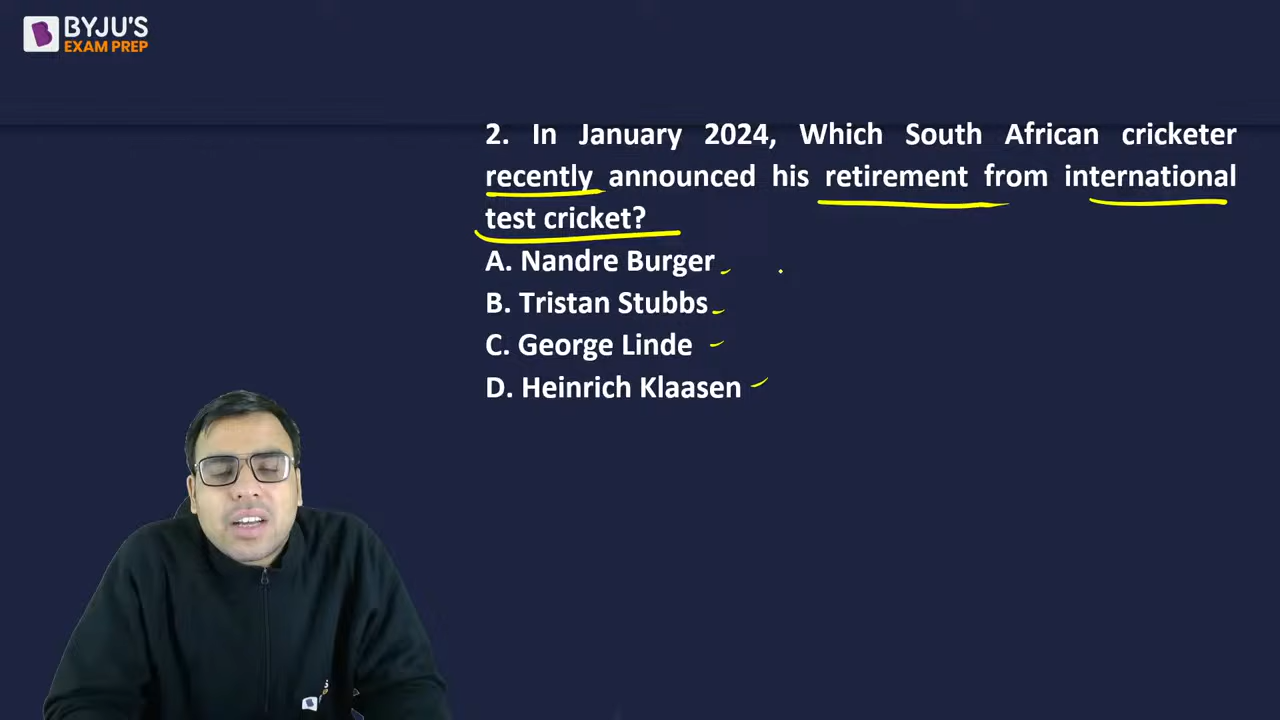 BYJU'S
EXAM PREP
2. In January 2024, Which South African cricketer
recently announced his retirement from international
test cricket?
A. Nandre Burger
B. Tristan Stubbs
C. George Linde
D. Heinrich Klaasen